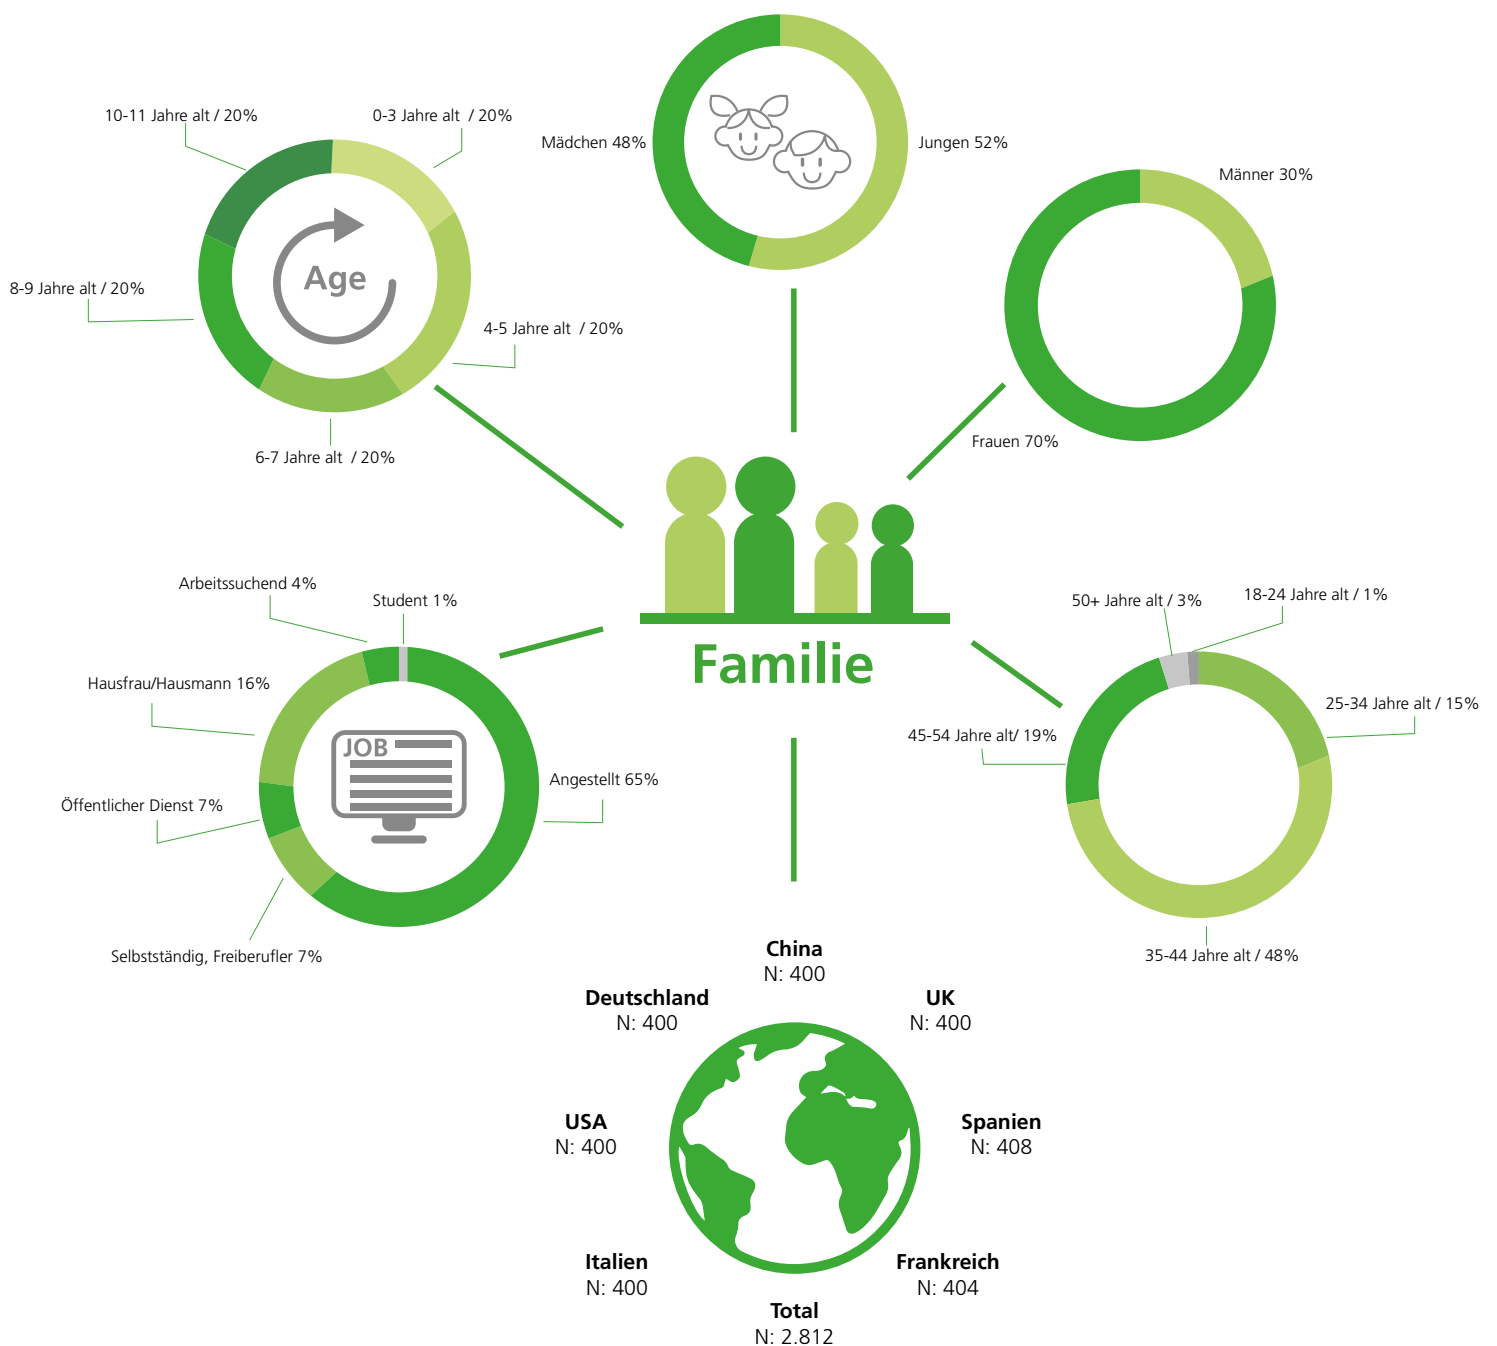 10-11 Jahre alt / 20%
0-3 Jahre alt / 20%
Age
8-9 Jahre alt / 20%
4-5 Jahre alt / 20%
6-7 Jahre alt / 20%
Mädchen 48%
Jungen 52%
Männer 30%
Frauen 70%
Familie
Arbeitssuchend 4%
Student 1%
Hausfrau/Hausmann 16%
JOB
Angestellt 65%
Öffentlicher Dienst 7%
Selbstständig, Freiberufler 7%
50+ Jahre alt / 3%
18-24 Jahre alt / 1%
25-34 Jahre alt / 15%
45-54 Jahre alt/ 19%
35-44 Jahre alt / 48%
China
N: 400
Deutschland
N: 400
UK
N: 400
USA
N: 400
Spanien
N: 408
Italien
N: 400
Frankreich
N: 404
Total
N: 2.812